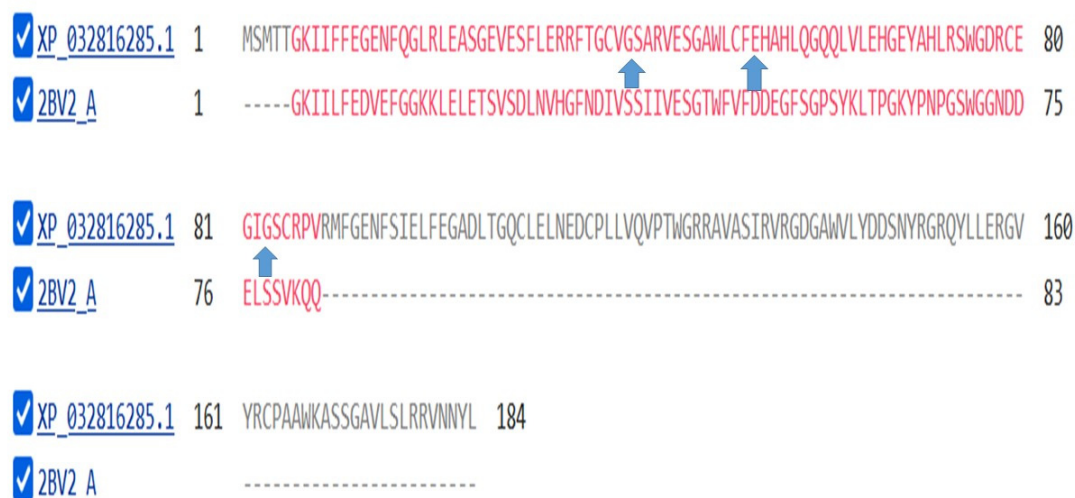 XP_032816285.1 1 MSMTTGKIIFFEGENFQGLRLEASGEVESFLERRFTGCVGSARVESGAWLCFEHAHLQGQQLVLEHGEYAHLRSWGDRCE 80
2BV2_A 1 -----GKIILFEDVEFGGKKLELETSVSDLNVHGFNDIVSSIIVESGTWFVFDDEGFSGPSYKLTPGKYPNPGSWGGNDD 75
XP_032816285.1 81 GIGSCRPVRMFGENFSIELFEGADLTGQCLELNEDCPLLVQVPTWGRRAVASIRVRGDGAWVLYDDSNYRGRQYLLERGV 160
2BV2_A 76 ELSSVKQQ------------------------------------------------------------------------ 83
XP_032816285.1 161 YRCPAAWKASSGAVLSLRRVNNYL 184
2BV2_A ------------------------